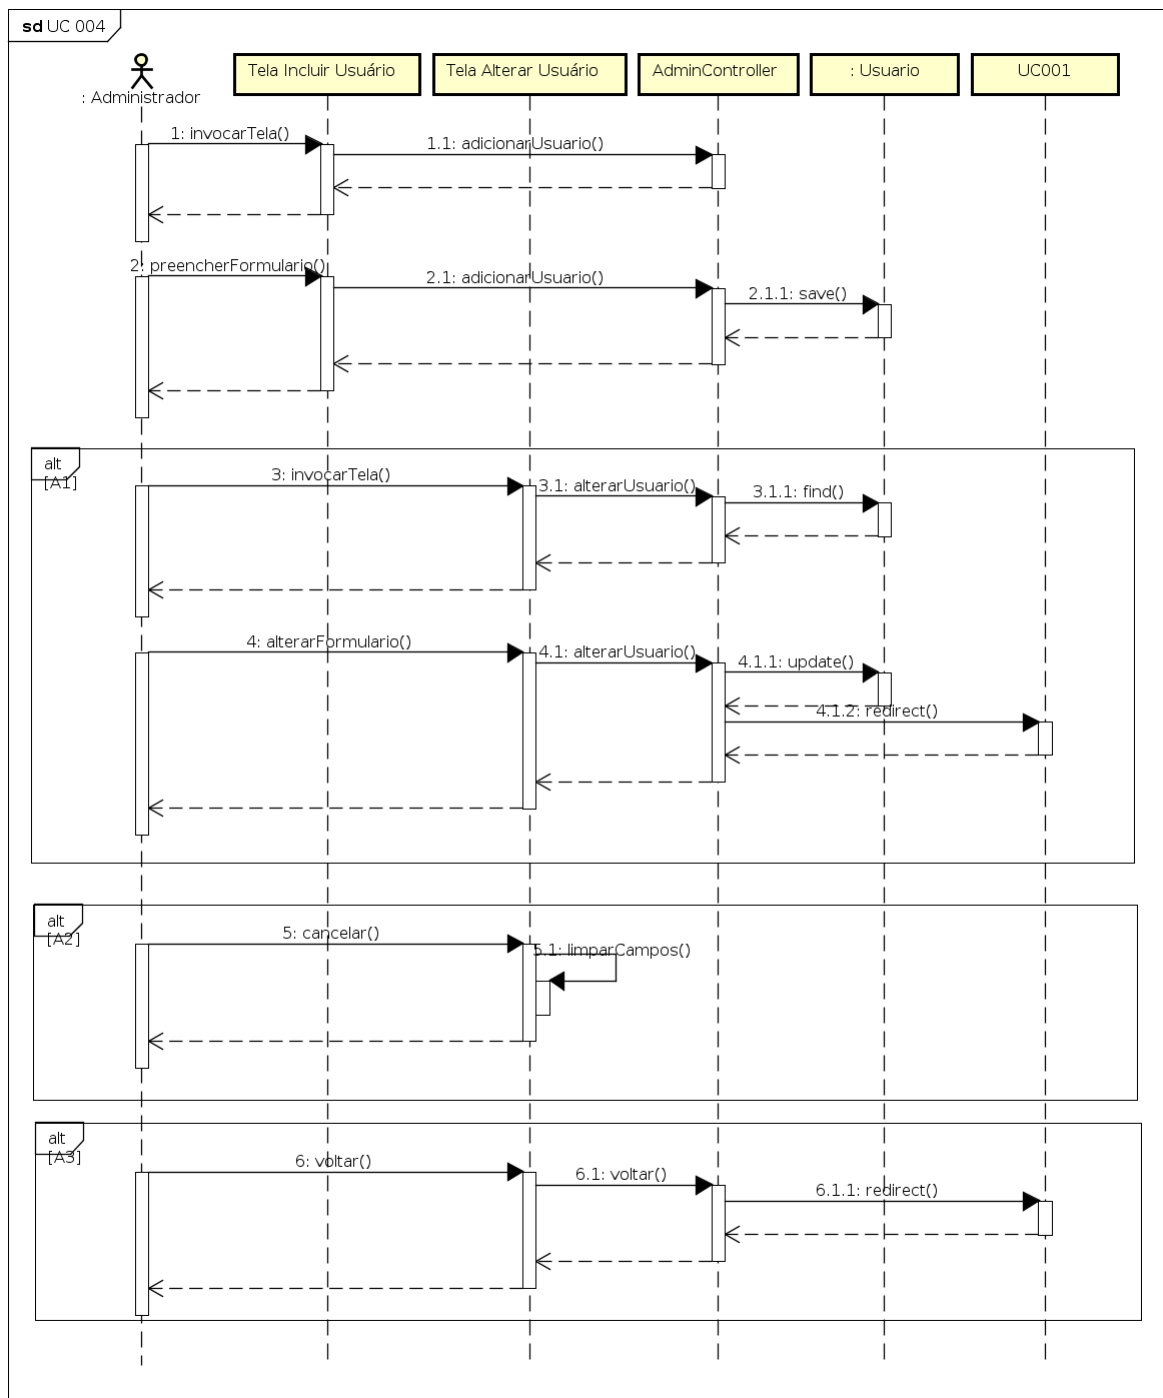 sd UC 004
: Administrador
Tela Incluir Usuário
Tela Alterar Usuário
AdminController
: Usuario
UC001
1: invocarTela()
1.1: adicionarUsuario()
2: preencherFormulario()
2.1: adicionarUsuario()
2.1.1: save()
alt
[A1]
3: invocarTela()
3.1: alterarUsuario()
3.1.1: find()
4: alterarFormulario()
4.1: alterarUsuario()
4.1.1: update()
4.1.2: redirect()
alt
[A2]
5: cancelar()
5.1: limparCampos()
alt
[A3]
6: voltar()
6.1: voltar()
6.1.1: redirect()